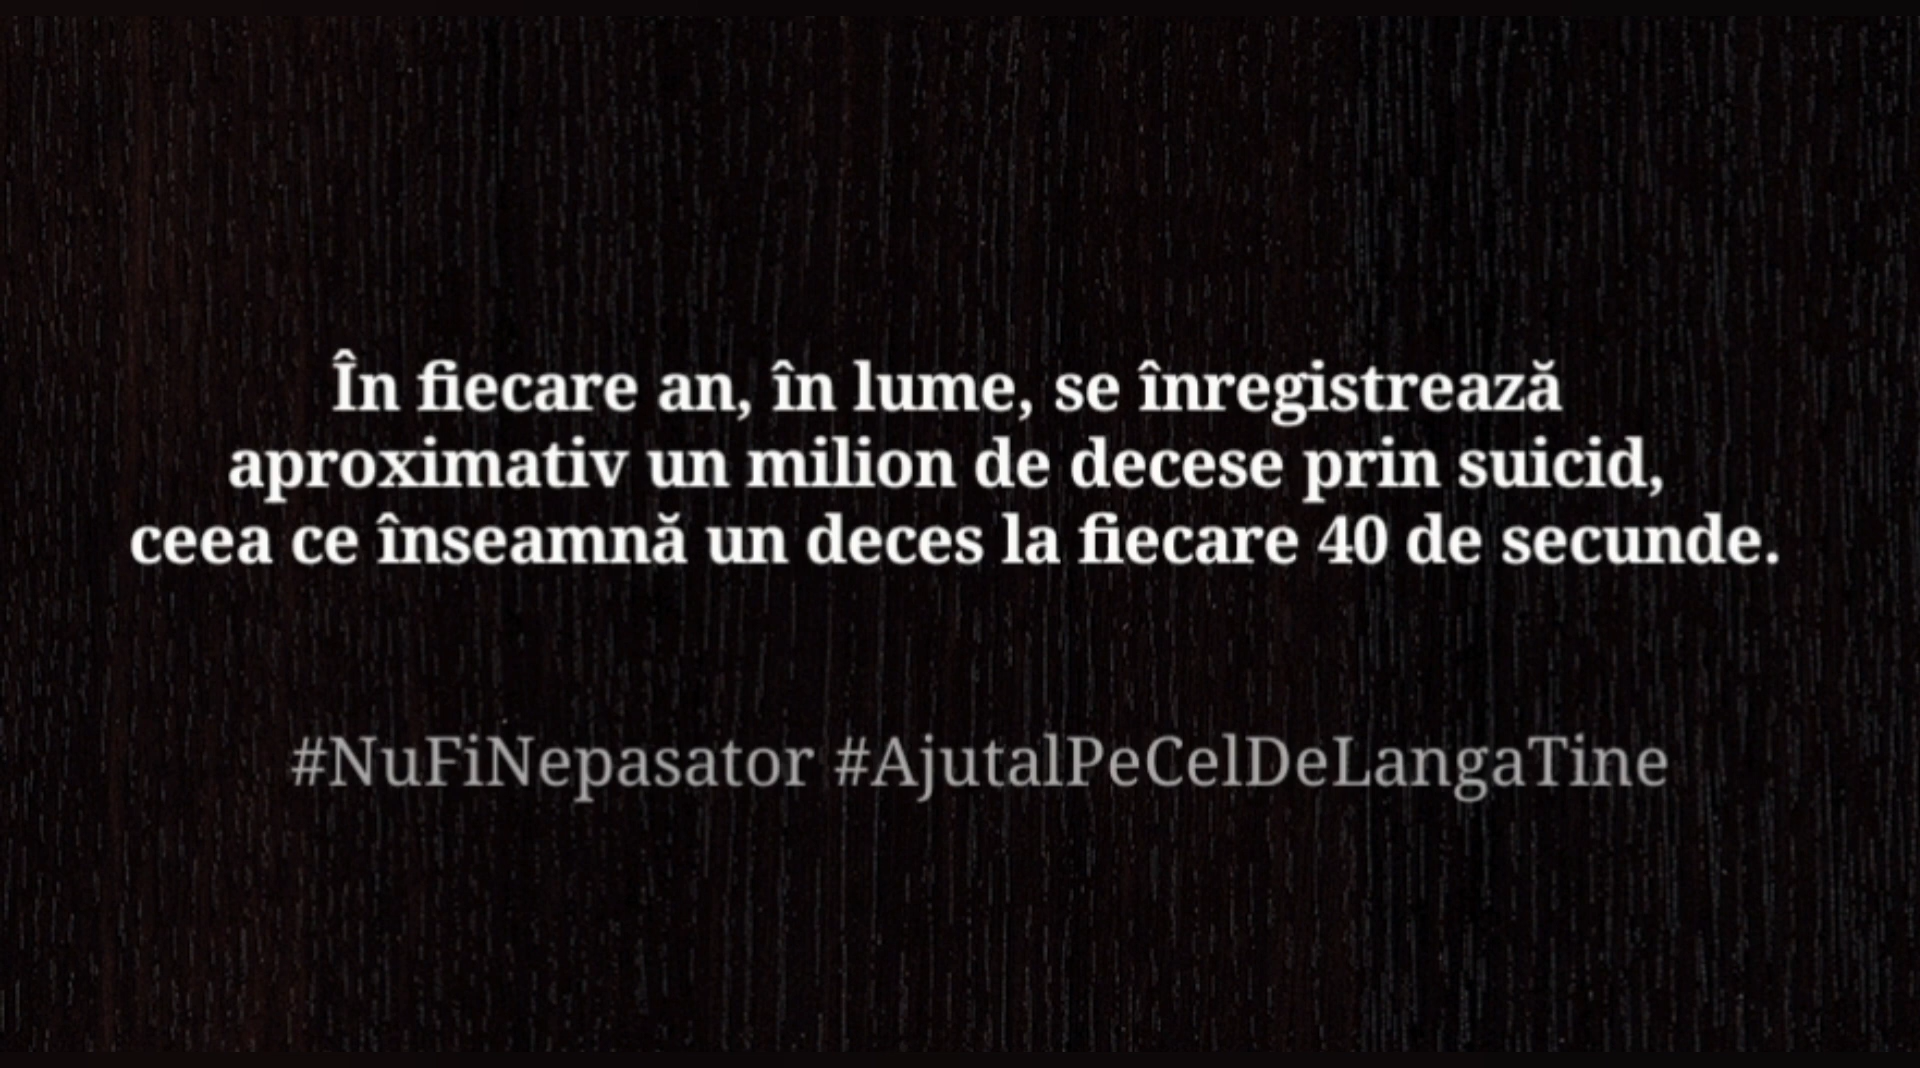 În fiecare an, în lume, se înregistrează
aproximativ un milion de decese prin suicid,
ceea ce înseamnă un deces la fiecare 40 de secunde.
#NuFiNepasator #AjutalPeCelDeLangaTine